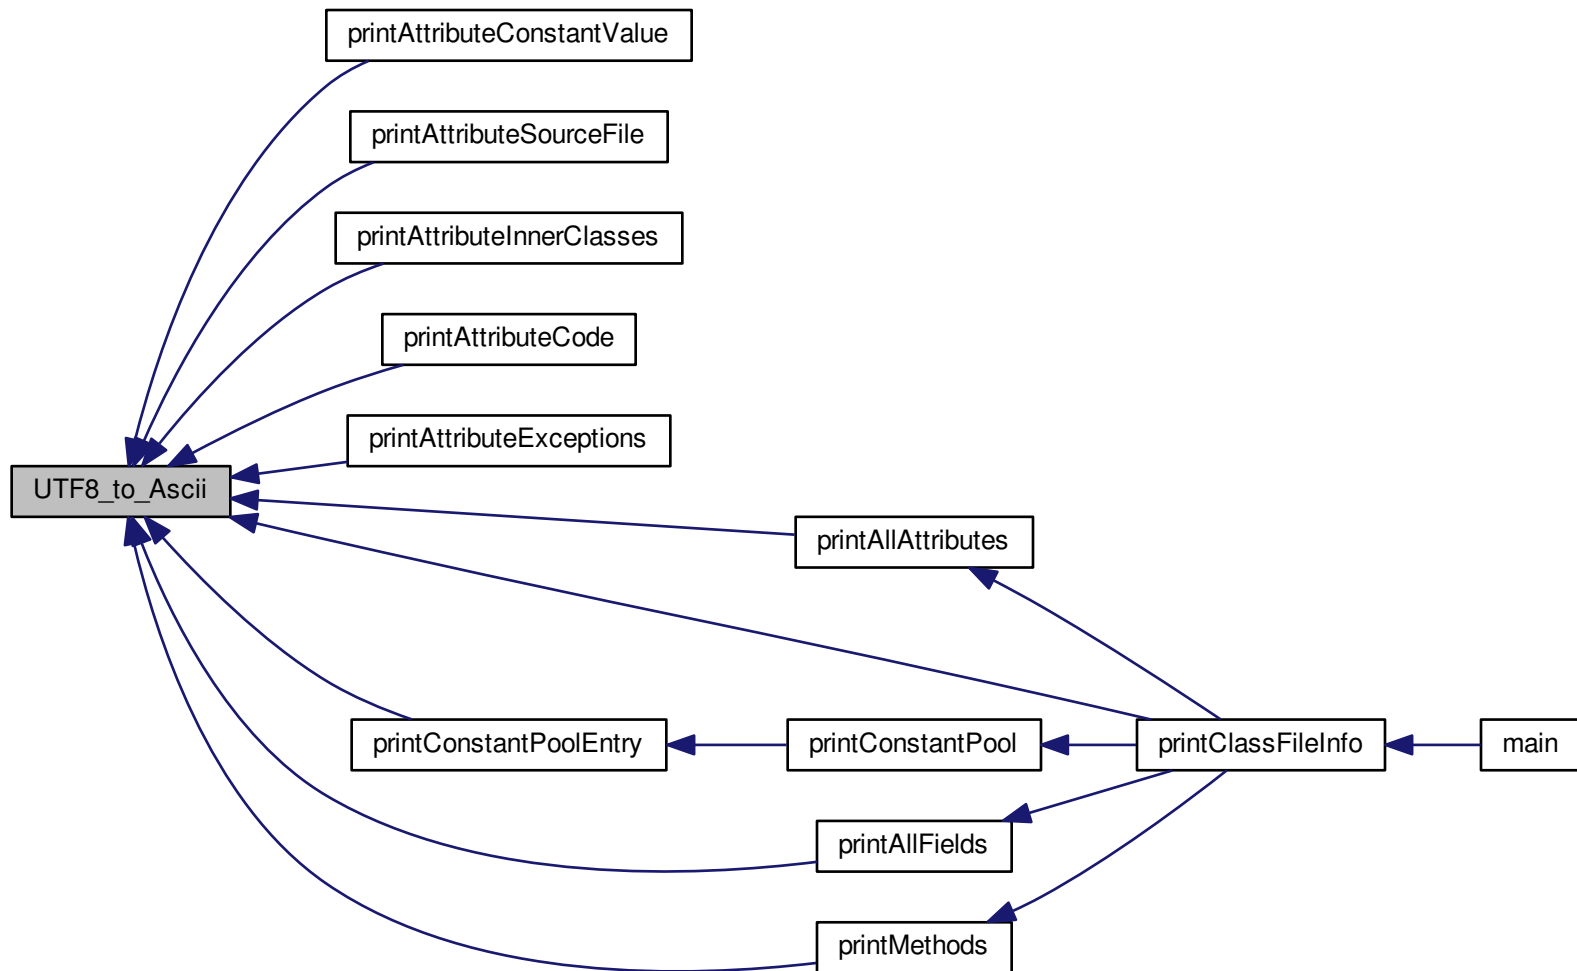 printAttributeConstantValue
printAttributeSourceFile
printAttributeInnerClasses
printAttributeCode
printAttributeExceptions
UTF8_to_Ascii
printAllAttributes
printConstantPoolEntry
printConstantPool
printClassFileInfo
main
printAllFields
printMethods